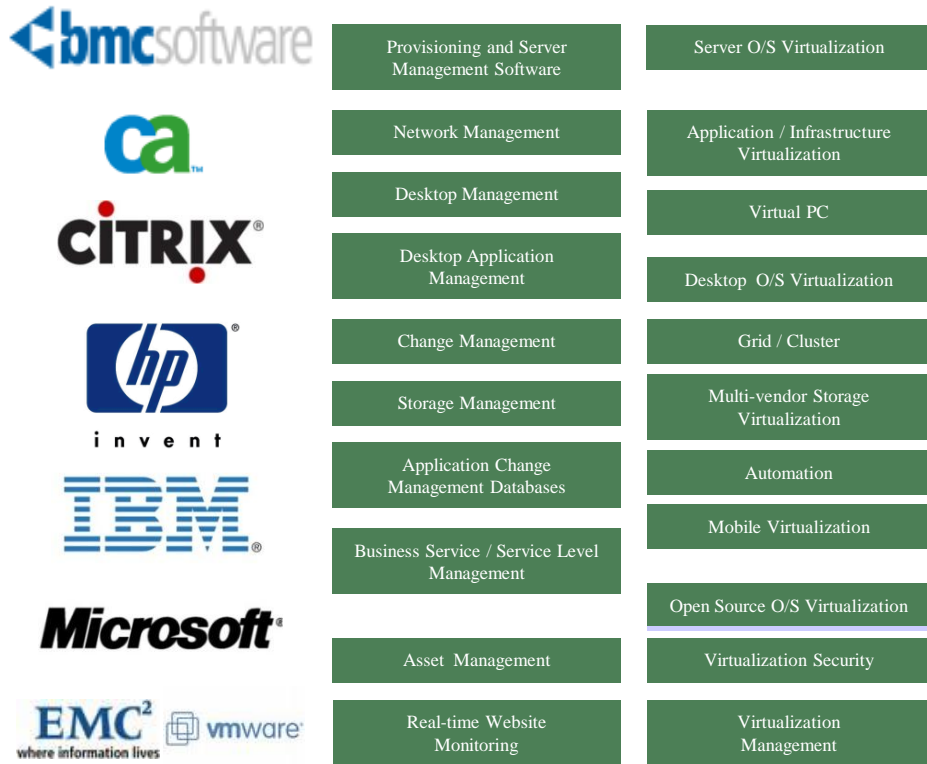 bmcsoftware
ca™
CİTRIX®
hp®
invent
IBM®
Microsoft®
EMC²
where information lives
vmware®
Provisioning and Server
Management Software
Network Management
Desktop Management
Desktop Application
Management
Change Management
Storage Management
Application Change
Management Databases
Business Service / Service Level
Management
Asset Management
Real-time Website
Monitoring
Server O/S Virtualization
Application / Infrastructure
Virtualization
Virtual PC
Desktop O/S Virtualization
Grid / Cluster
Multi-vendor Storage
Virtualization
Automation
Mobile Virtualization
Open Source O/S Virtualization
Virtualization Security
Virtualization
Management